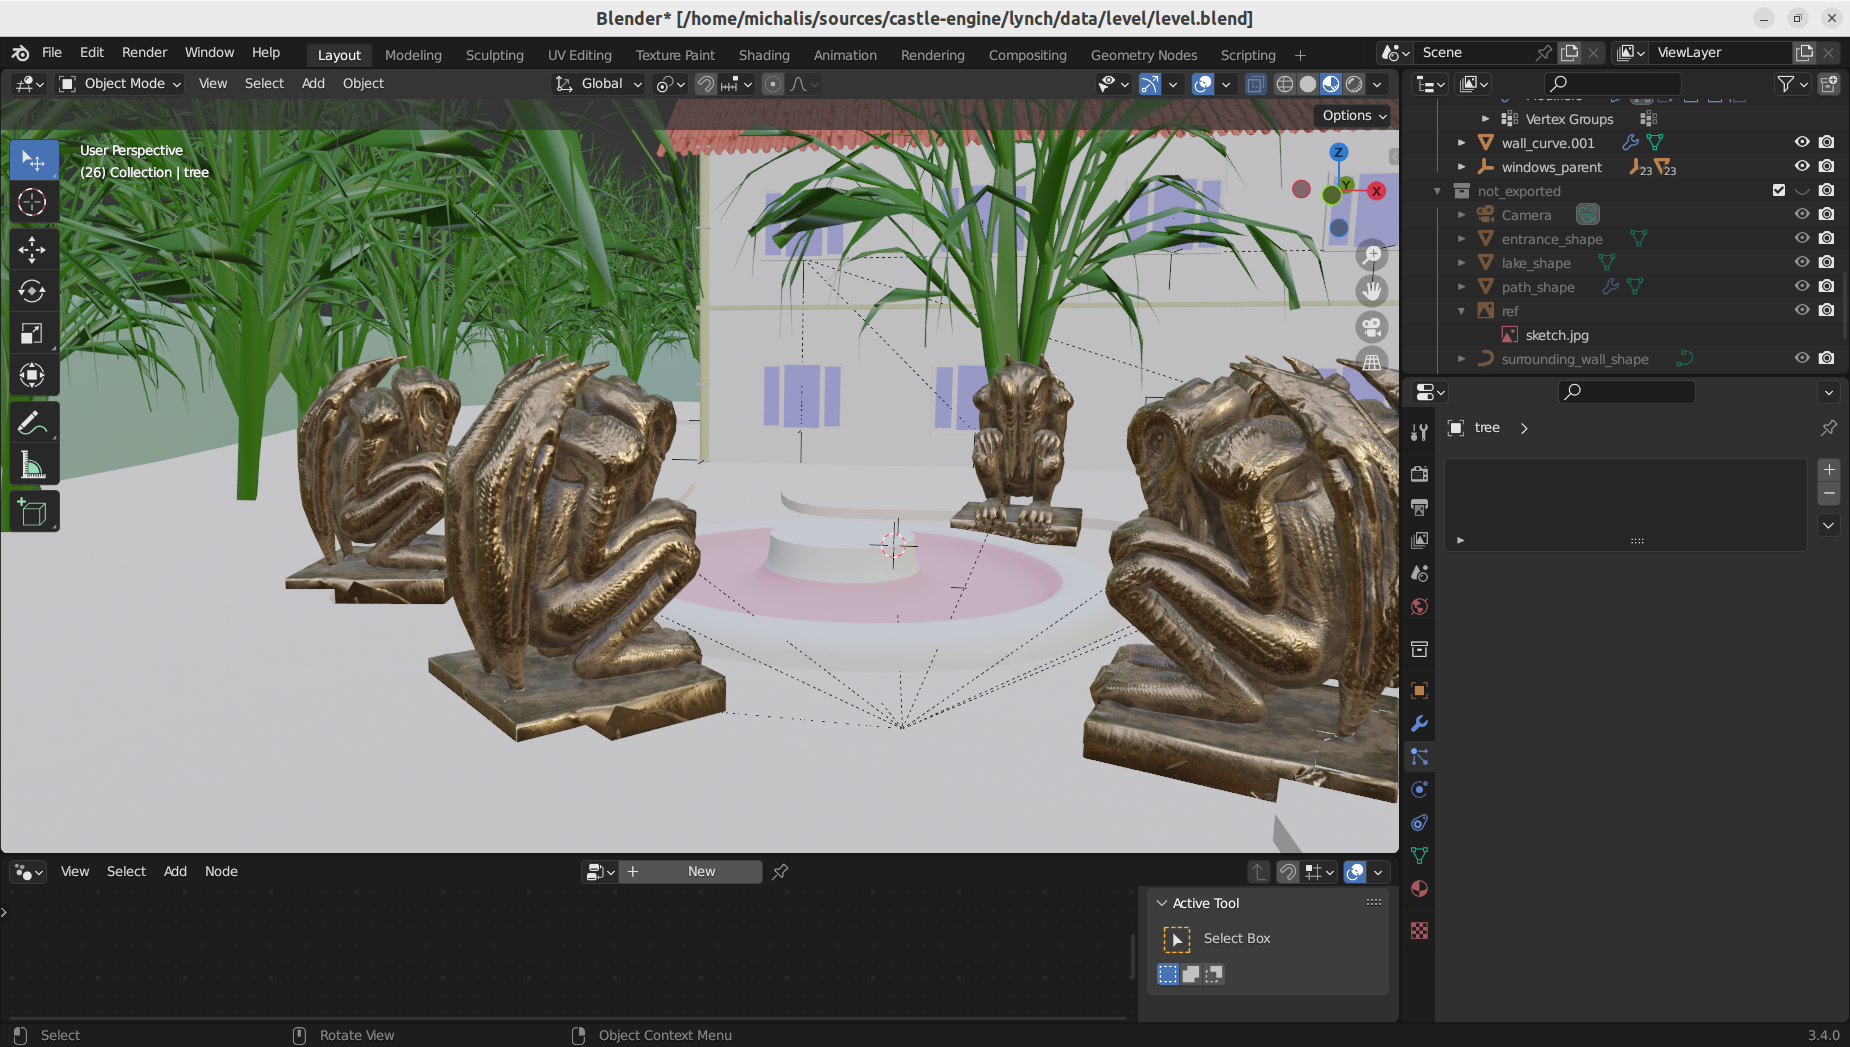 Blender* [/home/michalis/sources/castle-engine/lynch/data/level/level.blend]
File Edit Render Window Help Layout Modeling Sculpting UV Editing Texture Paint Shading Animation Rendering Compositing Geometry Nodes Scripting + Scene ViewLayer
Object Mode View Select Add Object Global
Options
User Perspective
(26) Collection | tree
Z
Y
X
Vertex Groups
wall_curve.001
windows_parent 23 23
not_exported
Camera
entrance_shape
lake_shape
path_shape
ref
sketch.jpg
surrounding_wall_shape
tree
View Select Add Node New
Active Tool
Select Box
Select Rotate View Object Context Menu 3.4.0